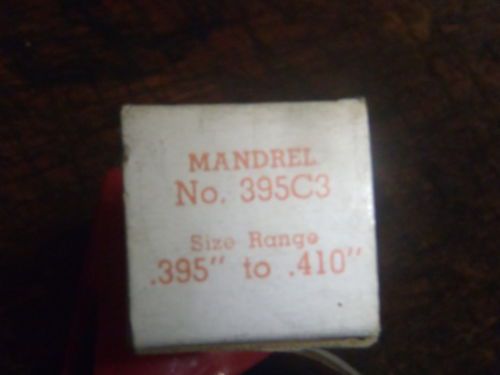 MANDREL
No. 395C3
Size Range
.395" to .410"